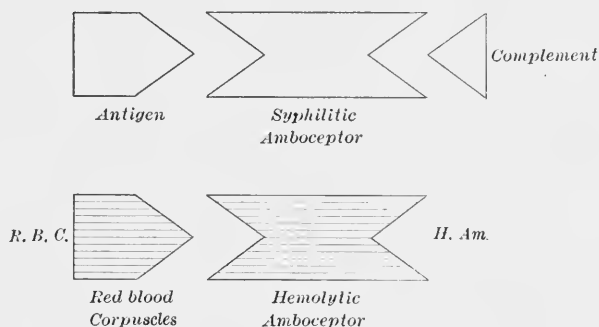 Antigen
Syphilitic
Amboceptor
Complement
R. B. C.
H. Am.
Red blood
Corpuscles
Hemolytic
Amboceptor